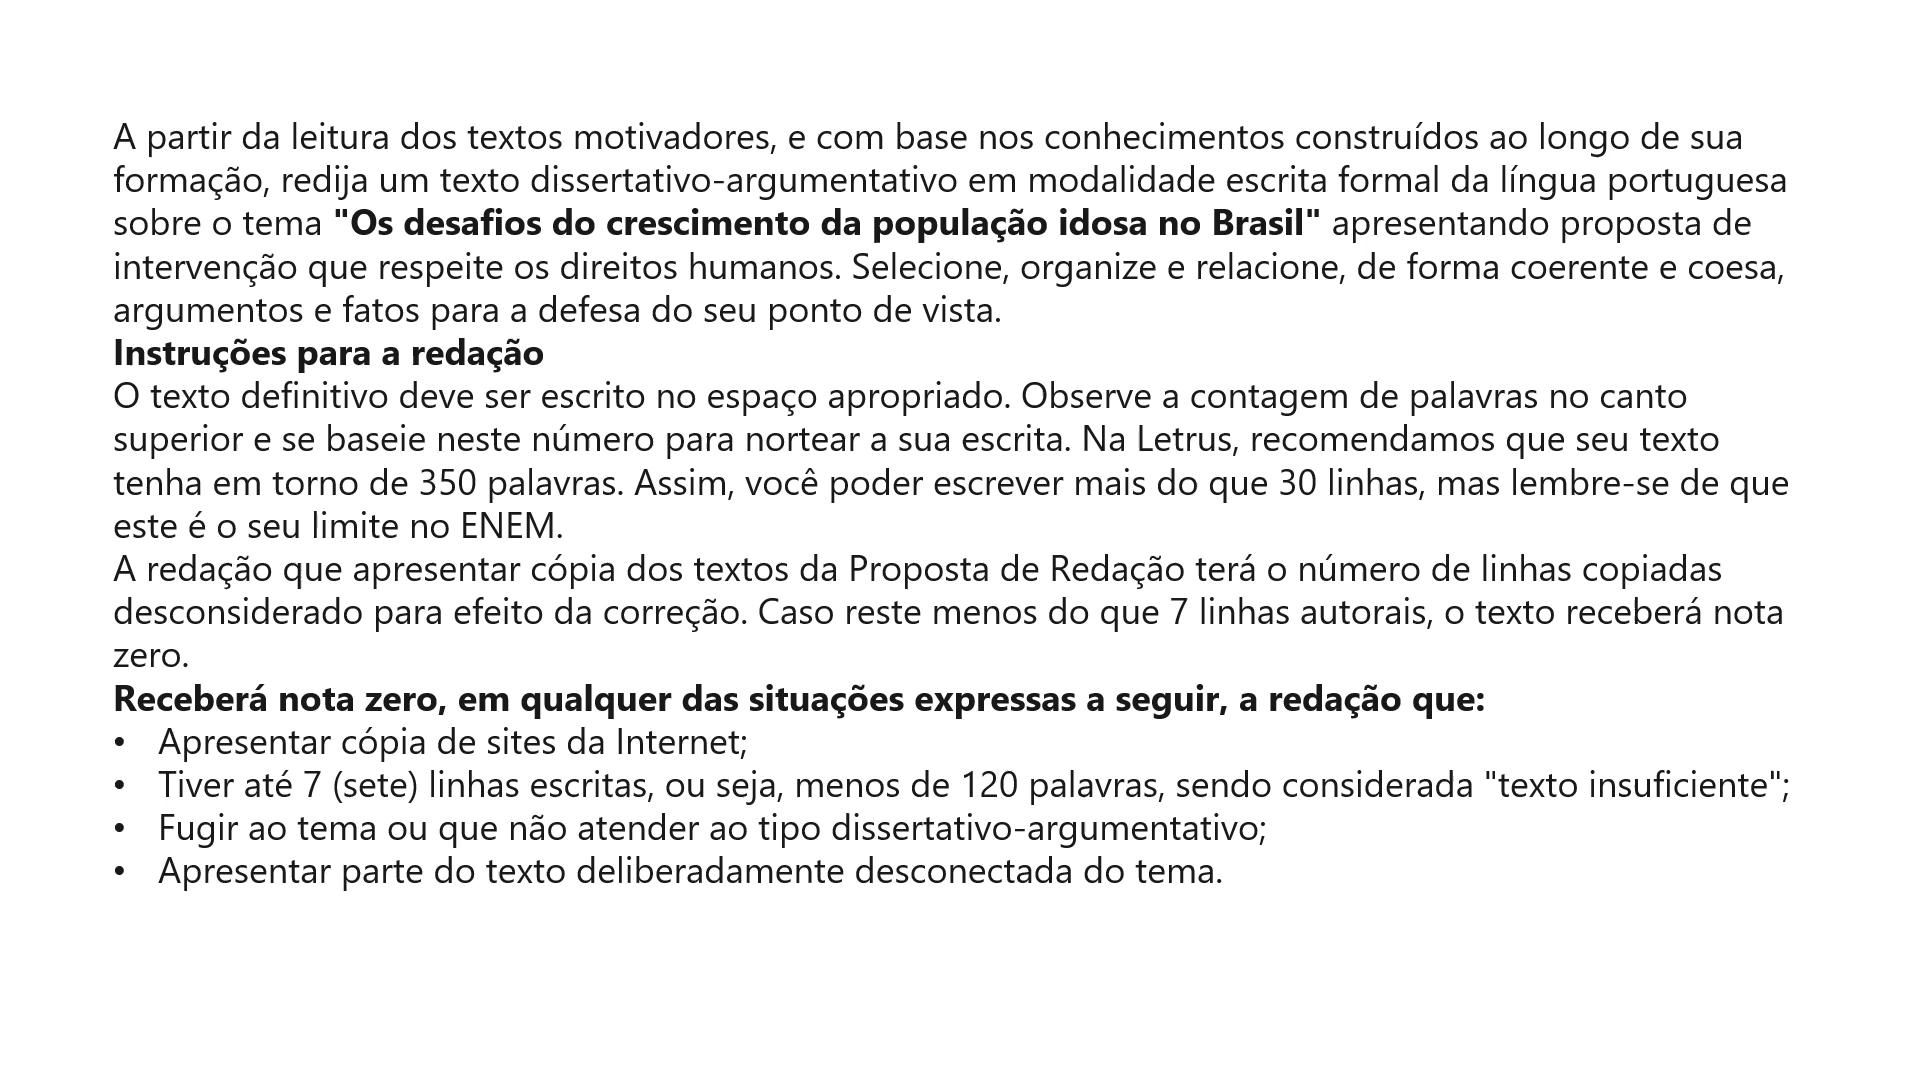 A partir da leitura dos textos motivadores, e com base nos conhecimentos construídos ao longo de sua
formação, redija um texto dissertativo-argumentativo em modalidade escrita formal da língua portuguesa
sobre o tema "Os desafios do crescimento da população idosa no Brasil" apresentando proposta de
intervenção que respeite os direitos humanos. Selecione, organize e relacione, de forma coerente e coesa,
argumentos e fatos para a defesa do seu ponto de vista.
Instruções para a redação
O texto definitivo deve ser escrito no espaço apropriado. Observe a contagem de palavras no canto
superior e se baseie neste número para nortear a sua escrita. Na Letrus, recomendamos que seu texto
tenha em torno de 350 palavras. Assim, você poder escrever mais do que 30 linhas, mas lembre-se de que
este é o seu limite no ENEM.
A redação que apresentar cópia dos textos da Proposta de Redação terá o número de linhas copiadas
desconsiderado para efeito da correção. Caso reste menos do que 7 linhas autorais, o texto receberá nota
zero.
Receberá nota zero, em qualquer das situações expressas a seguir, a redação que:
• Apresentar cópia de sites da Internet;
• Tiver até 7 (sete) linhas escritas, ou seja, menos de 120 palavras, sendo considerada "texto insuficiente";
• Fugir ao tema ou que não atender ao tipo dissertativo-argumentativo;
• Apresentar parte do texto deliberadamente desconectada do tema.